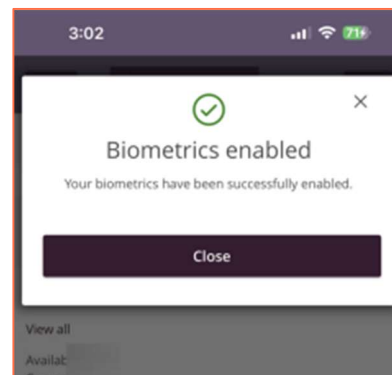 3:02
71
Biometrics enabled
Your biometrics have been successfully enabled.
Close
View all